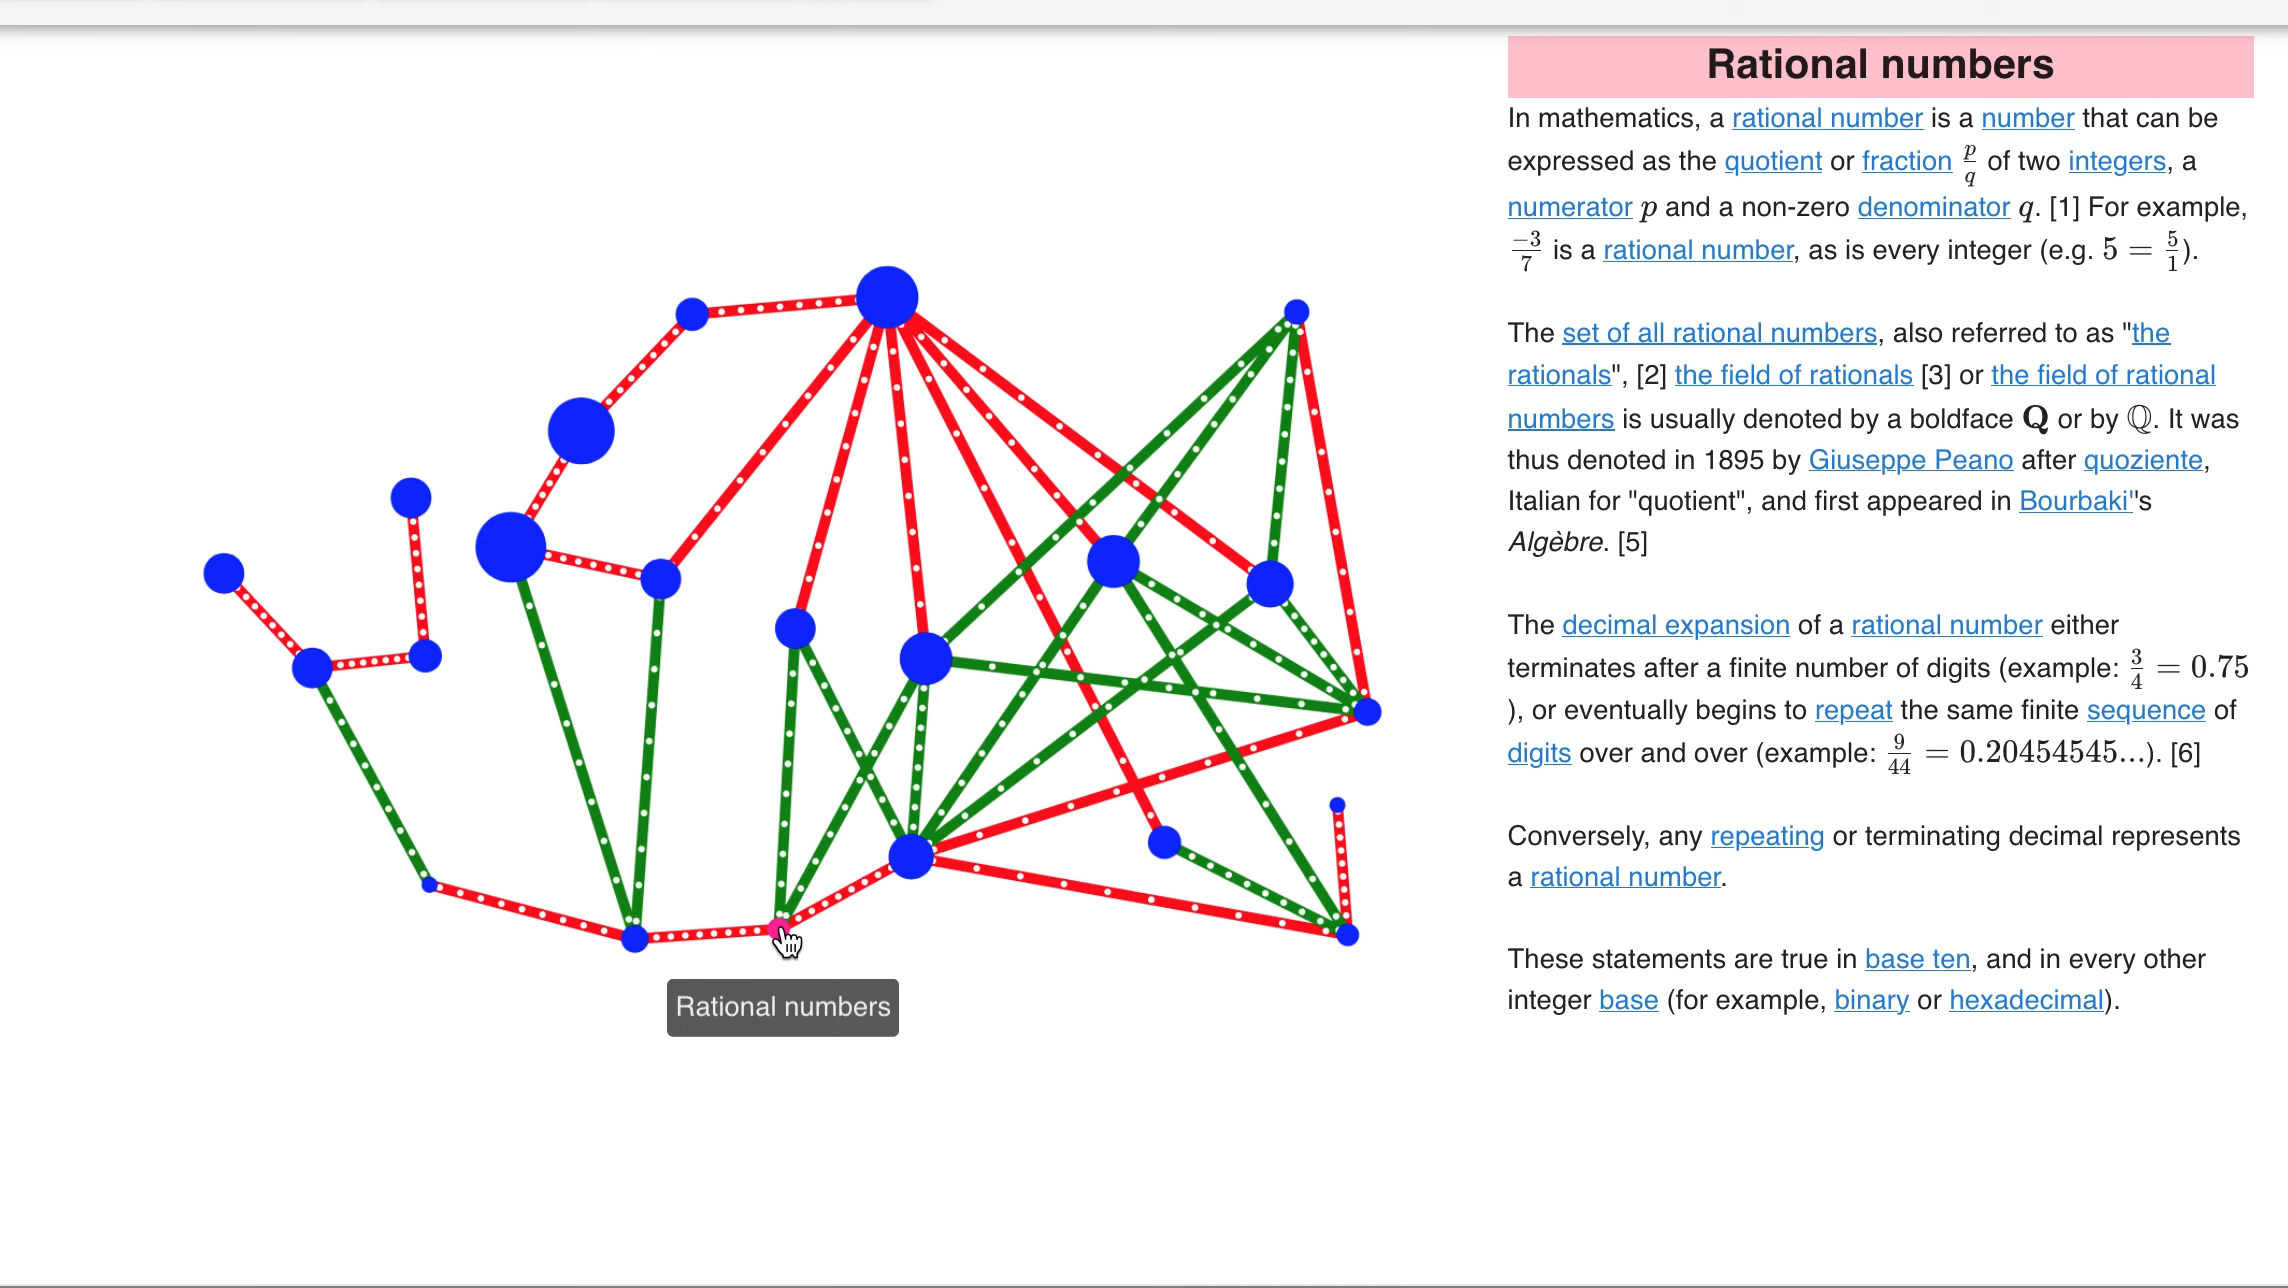 Rational numbers
In mathematics, a rational number is a number that can be
expressed as the quotient or fraction p/q of two integers, a
numerator p and a non-zero denominator q. [1] For example,
−3/7 is a rational number, as is every integer (e.g. 5 = 5/1).
The set of all rational numbers, also referred to as "the
rationals", [2] the field of rationals [3] or the field of rational
numbers is usually denoted by a boldface Q or by ℚ. It was
thus denoted in 1895 by Giuseppe Peano after quoziente,
Italian for "quotient", and first appeared in Bourbaki''s
Algèbre. [5]
The decimal expansion of a rational number either
terminates after a finite number of digits (example: 3/4 = 0.75
), or eventually begins to repeat the same finite sequence of
digits over and over (example: 9/44 = 0.20454545...). [6]
Conversely, any repeating or terminating decimal represents
a rational number.
These statements are true in base ten, and in every other
integer base (for example, binary or hexadecimal).
Rational numbers